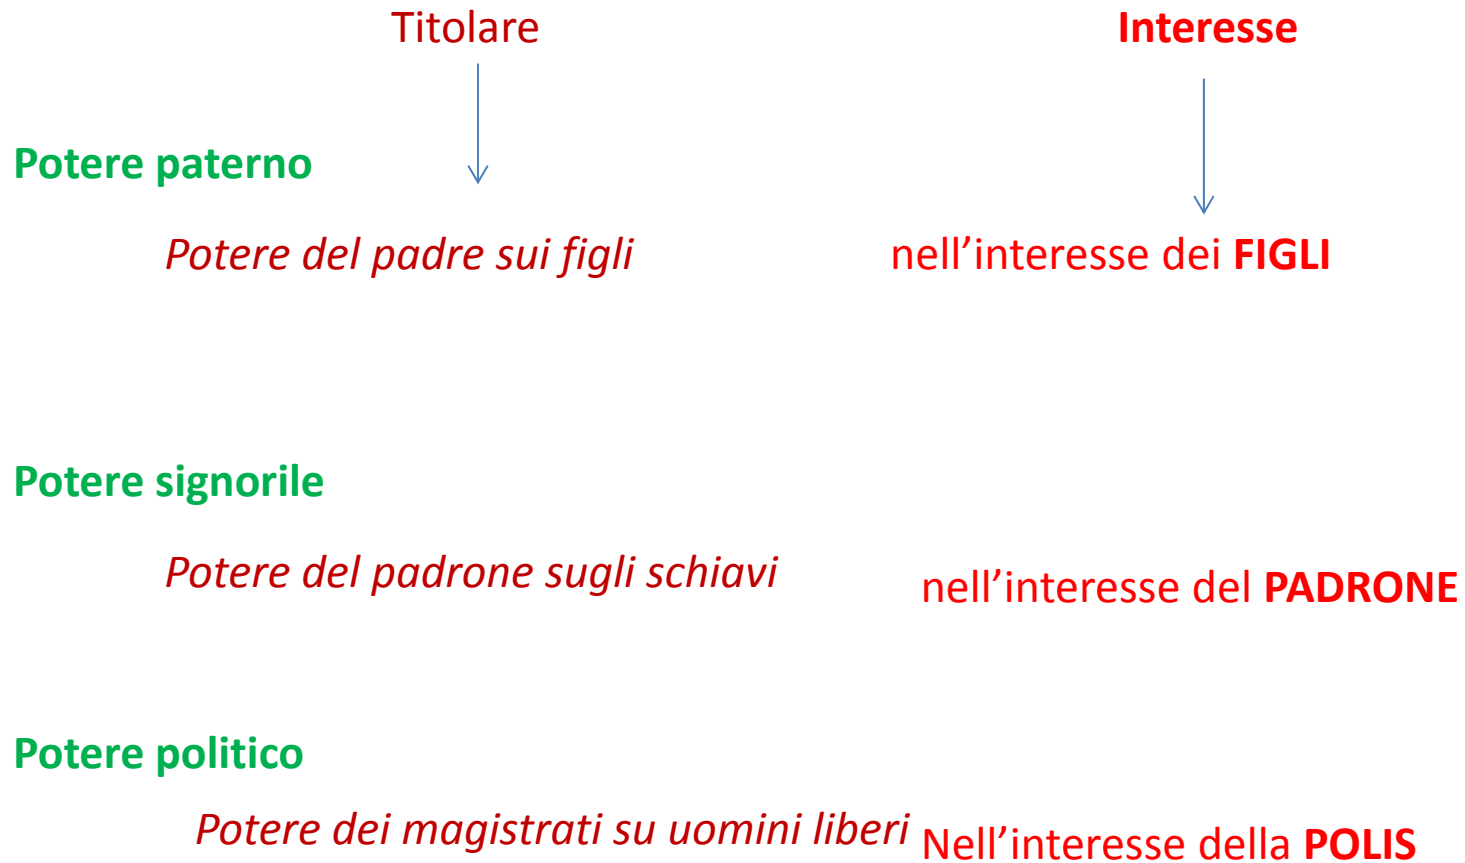 Titolare
Interesse
Potere paterno
Potere del padre sui figli
nell’interesse dei FIGLI
Potere signorile
Potere del padrone sugli schiavi
nell’interesse del PADRONE
Potere politico
Potere dei magistrati su uomini liberi
Nell’interesse della POLIS